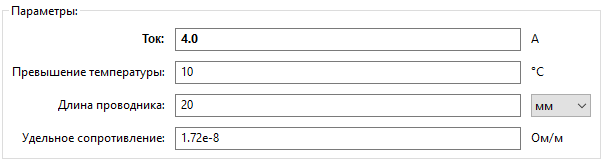 Параметры:
Ток: 4.0 А
Превышение температуры: 10 °C
Длина проводника: 20 мм
Удельное сопротивление: 1.72e-8 Ом/м